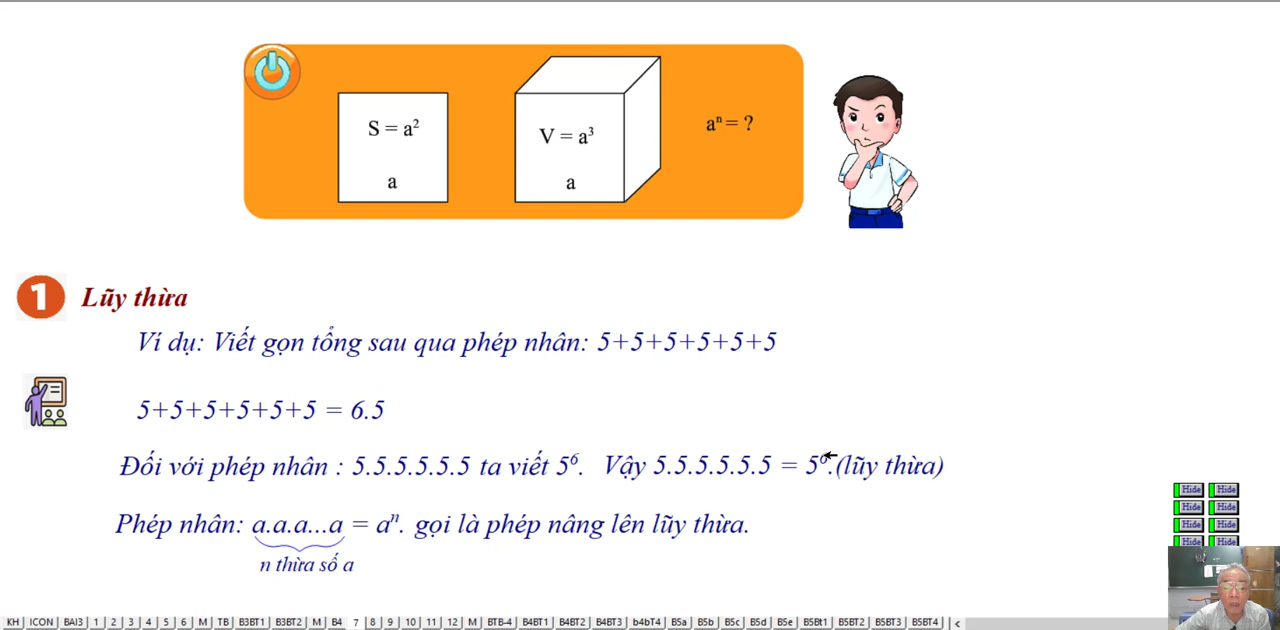 S = a²
a
V = a³
a
aⁿ = ?
1 Lũy thừa
Ví dụ: Viết gọn tổng sau qua phép nhân: 5+5+5+5+5+5
5+5+5+5+5+5 = 6.5
Đối với phép nhân : 5.5.5.5.5.5 ta viết 5⁶. Vậy 5.5.5.5.5.5 = 5⁶.(lũy thừa)
Phép nhân: a.a.a...a = aⁿ. gọi là phép nâng lên lũy thừa.
n thừa số a
Hide Hide
Hide Hide
Hide Hide
Hide Hide
KH ICON BAI3 1 2 3 4 5 6 M TB B3BT1 B3BT2 M B4 7 8 9 10 11 12 M BTB-4 B4BT1 B4BT2 B4BT3 b4bT4 B5a B5b B5c B5d B5e B5Bt1 B5BT2 B5BT3 B5BT4 <